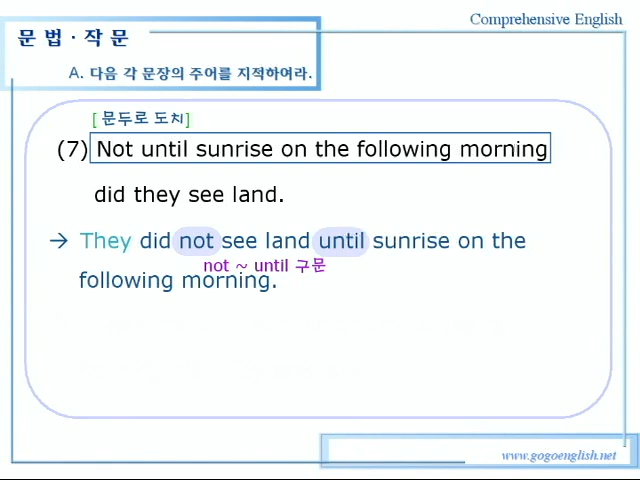 Comprehensive English
문 법 · 작 문
A. 다음 각 문장의 주어를 지적하여라.
[ 문두로 도치]
(7) Not until sunrise on the following morning
did they see land.
→ They did not see land until sunrise on the
not ~ until 구문
following morning.
www.gogoenglish.net